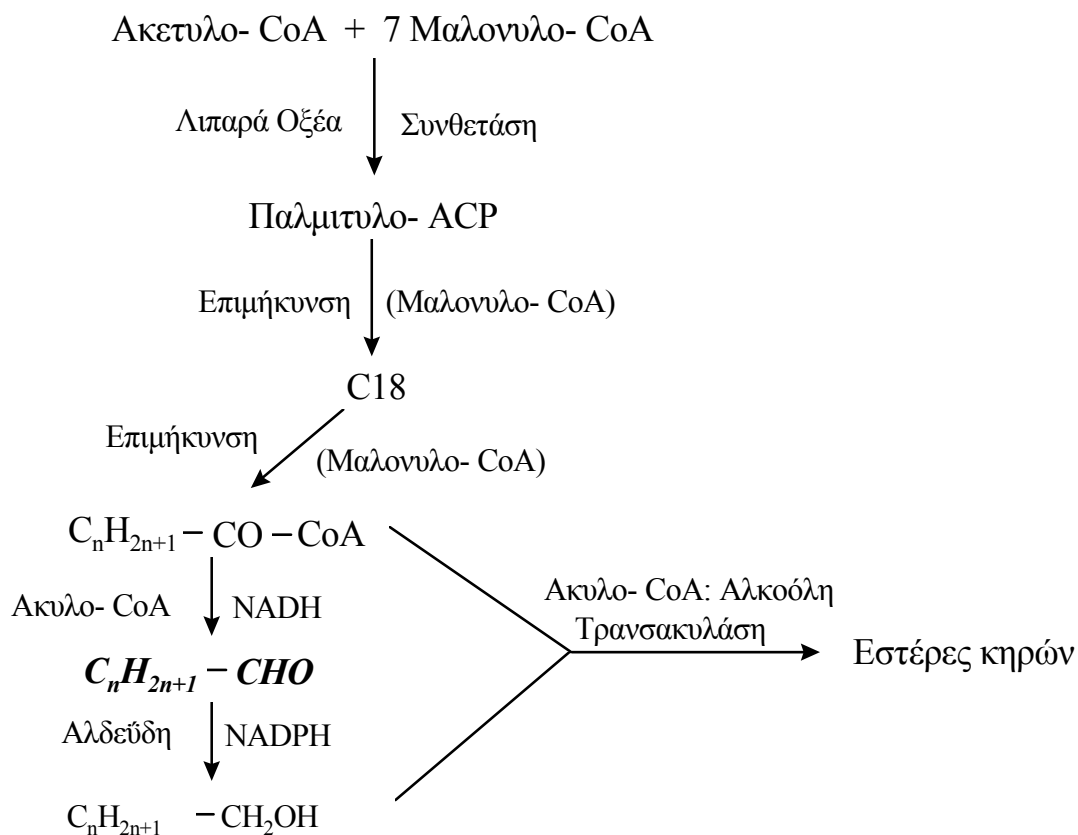 Ακετυλο- CoA + 7 Μαλονυλο- CoA
Λιπαρά Οξέα Συνθετάση
Παλμιτυλο- ACP
Επιμήκυνση (Μαλονυλο- CoA)
C18
Επιμήκυνση
(Μαλονυλο- CoA)
CₙH₂ₙ₊₁ – CO – CoA
Ακυλο- CoA NADH
Ακυλο- CoA: Αλκοόλη
Τρανσακυλάση
Εστέρες κηρών
CₙH₂ₙ₊₁ – CHO
Αλδεΰδη NADPH
CₙH₂ₙ₊₁ – CH₂OH